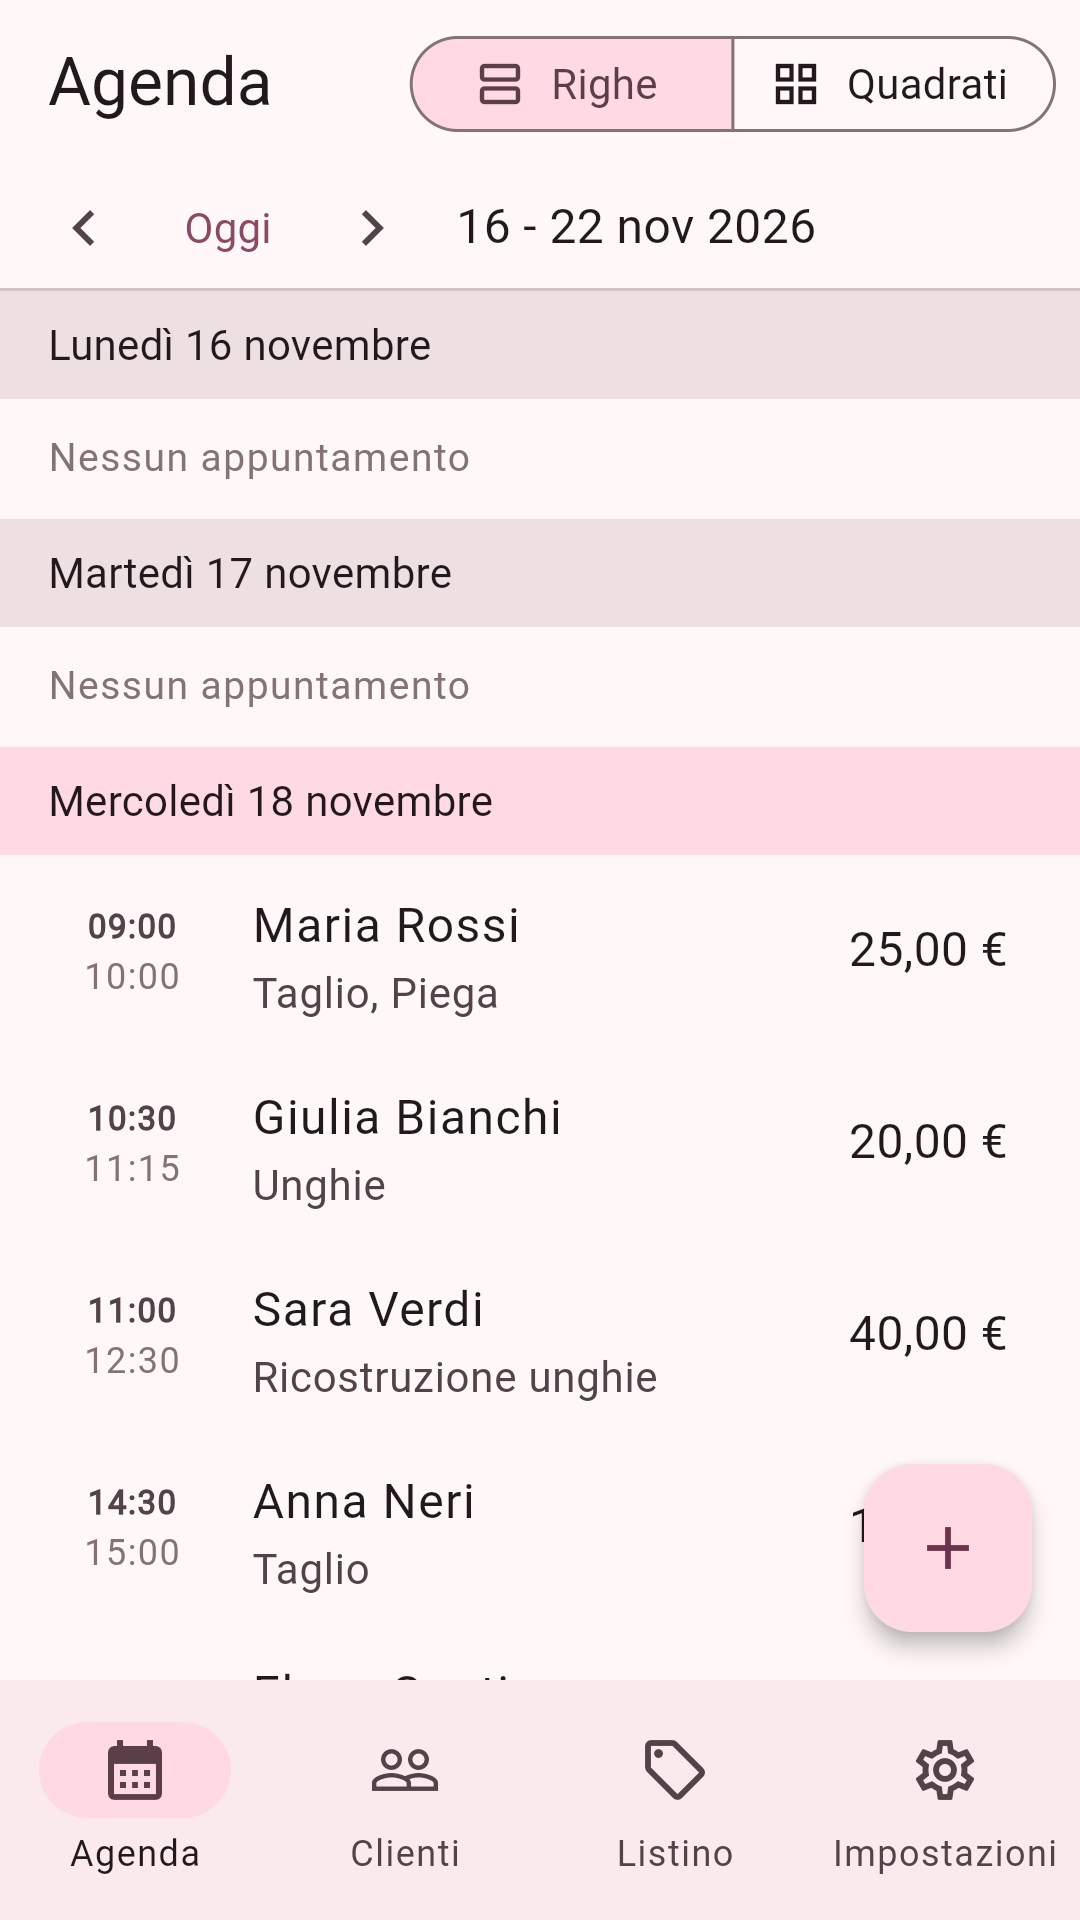 Agenda
Righe
Quadrati
Oggi
16 - 22 nov 2026
Lunedì 16 novembre
Nessun appuntamento
Martedì 17 novembre
Nessun appuntamento
Mercoledì 18 novembre
09:00
10:00
Maria Rossi
Taglio, Piega
25,00 €
10:30
11:15
Giulia Bianchi
Unghie
20,00 €
11:00
12:30
Sara Verdi
Ricostruzione unghie
40,00 €
14:30
15:00
Anna Neri
Taglio
Agenda
Clienti
Listino
Impostazioni